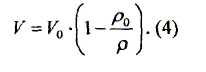 V = V₀ · (1 − ρ₀/ρ). (4)